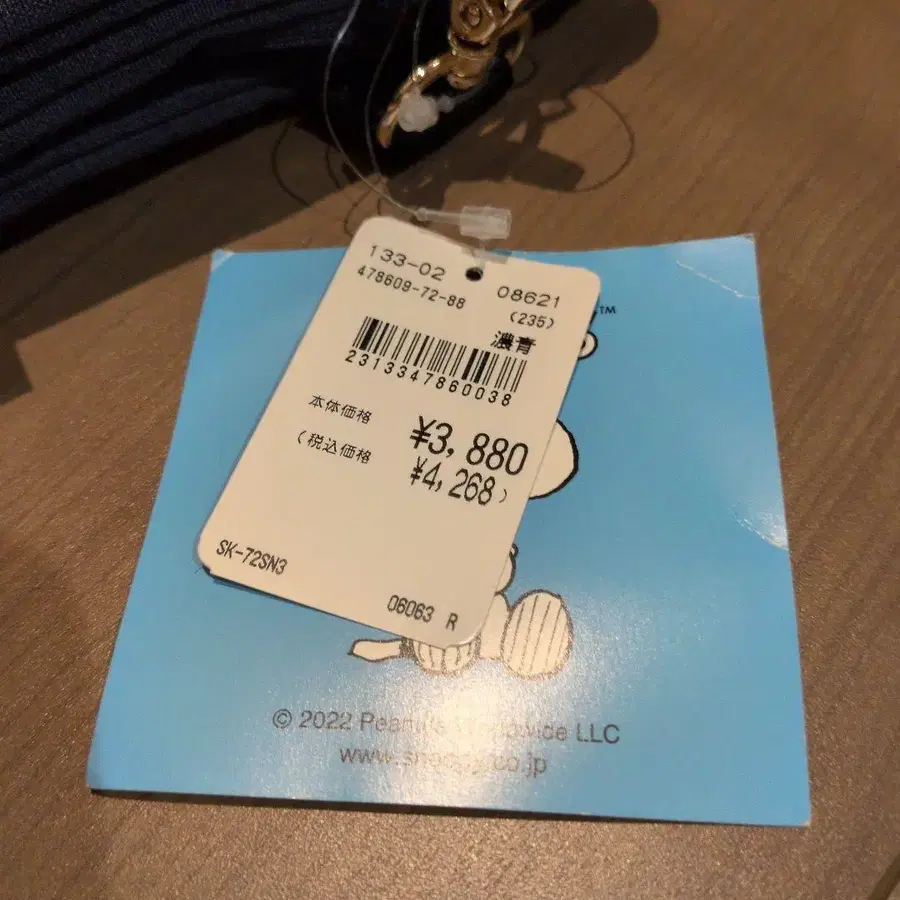 133-02
08621
478609-72-88
(235)
濃青
2313347860038
本体価格 ¥3,880
(税込価格 ¥4,268)
SK-72SN3
06063 R
TM
© 2022 Peanuts Worldwide LLC
www.snoopy.co.jp